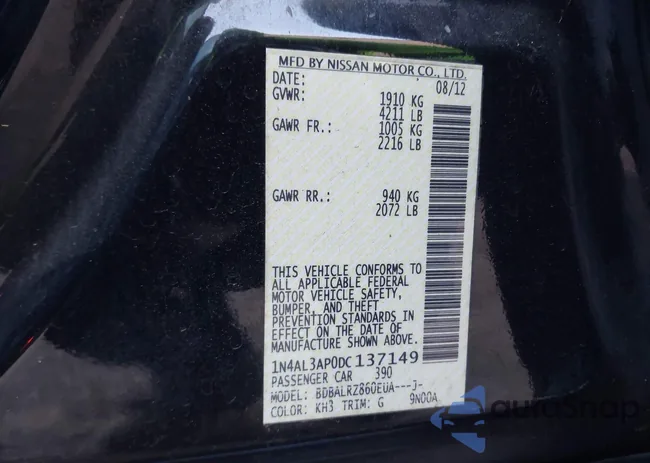 MFD BY NISSAN MOTOR CO., LTD.
DATE: 08/12
GVWR: 1910 KG
4211 LB
GAWR FR.: 1005 KG
2216 LB
GAWR RR.: 940 KG
2072 LB
THIS VEHICLE CONFORMS TO
ALL APPLICABLE FEDERAL
MOTOR VEHICLE SAFETY,
BUMPER, AND THEFT
PREVENTION STANDARDS IN
EFFECT ON THE DATE OF
MANUFACTURE SHOWN ABOVE.
1N4AL3AP0DC137149
PASSENGER CAR 390
MODEL: BDBALRZ860EUA---J-
COLOR: KH3 TRIM: G 9N00A
autoSnap